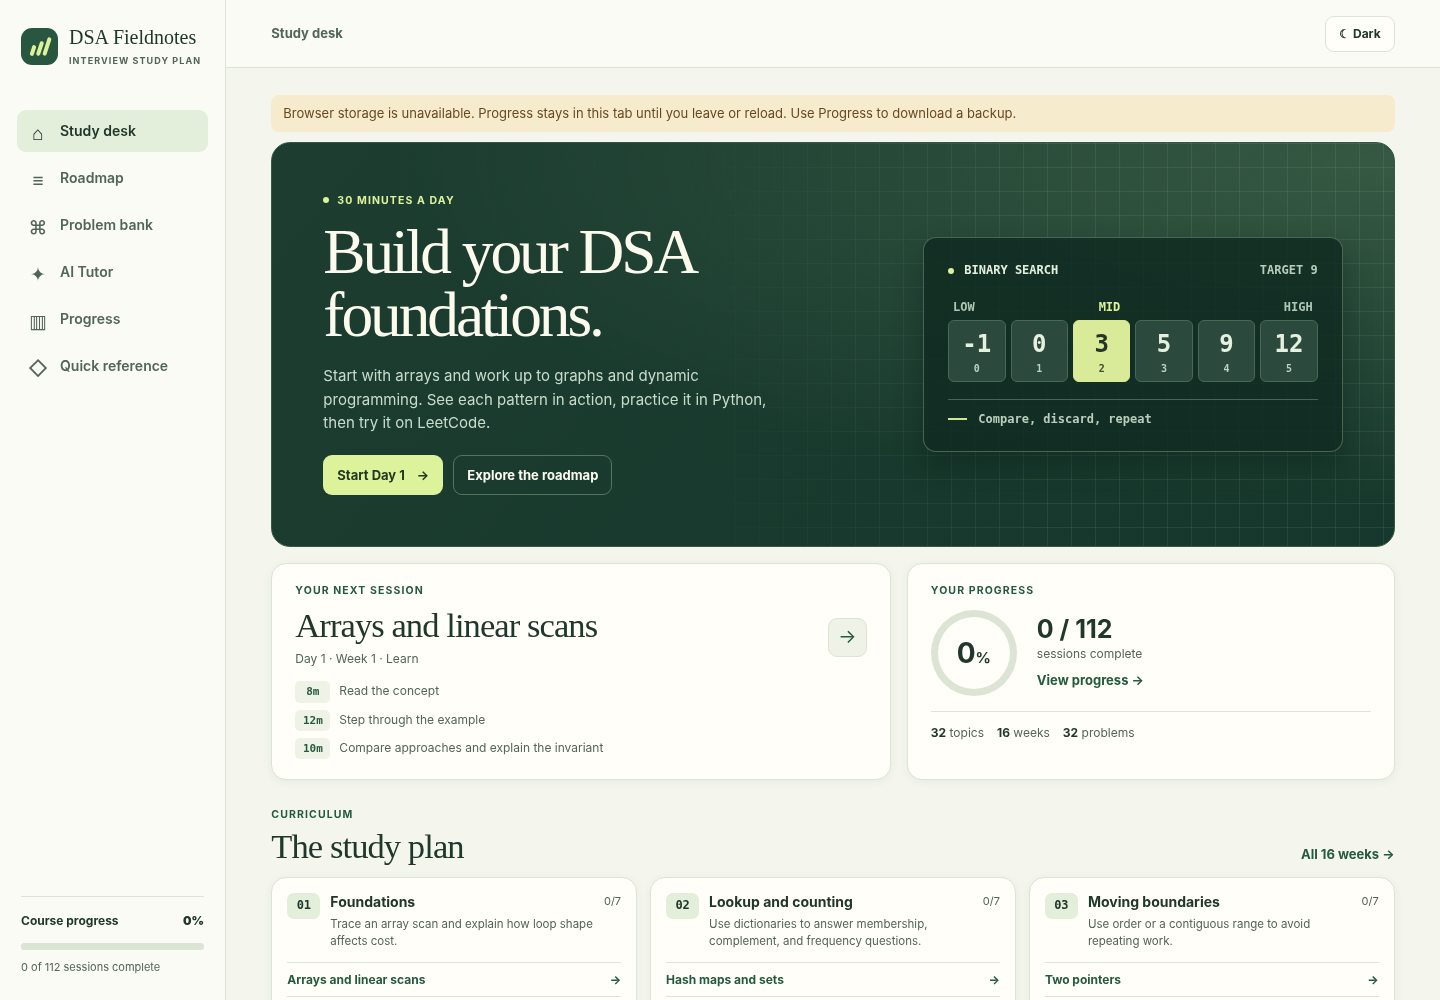 DSA Fieldnotes
INTERVIEW STUDY PLAN
Study desk
Roadmap
Problem bank
AI Tutor
Progress
Quick reference
Course progress 0%
0 of 112 sessions complete
Study desk
Dark
Browser storage is unavailable. Progress stays in this tab until you leave or reload. Use Progress to download a backup.
30 MINUTES A DAY
Build your DSA
foundations.
Start with arrays and work up to graphs and dynamic
programming. See each pattern in action, practice it in Python,
then try it on LeetCode.
Start Day 1 →
Explore the roadmap
BINARY SEARCH TARGET 9
LOW MID HIGH
-1 0 3 5 9 12
0 1 2 3 4 5
Compare, discard, repeat
YOUR NEXT SESSION
Arrays and linear scans
Day 1 · Week 1 · Learn
8m Read the concept
12m Step through the example
10m Compare approaches and explain the invariant
→
YOUR PROGRESS
0%
0 / 112
sessions complete
View progress →
32 topics 16 weeks 32 problems
CURRICULUM
The study plan
All 16 weeks →
01 Foundations 0/7
Trace an array scan and explain how loop shape
affects cost.
Arrays and linear scans →
02 Lookup and counting 0/7
Use dictionaries to answer membership,
complement, and frequency questions.
Hash maps and sets →
03 Moving boundaries 0/7
Use order or a contiguous range to avoid
repeating work.
Two pointers →